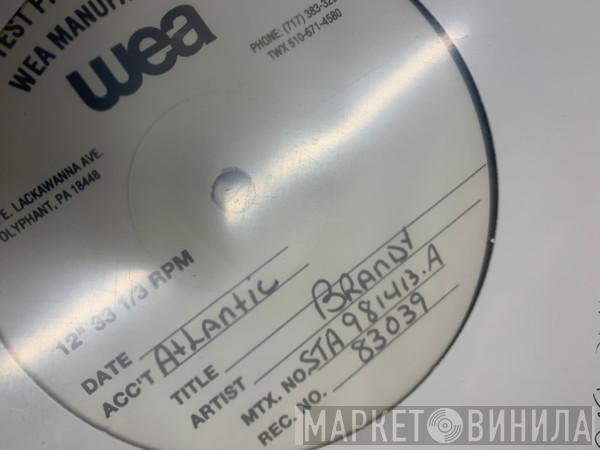 TEST
WEA MANUFA
wea
PHONE: (717) 383-32
TWX 510-671-4580
E. LACKAWANNA AVE.
OLYPHANT, PA 18448
12" 33 1/3 RPM
DATE
ACC'T Atlantic
TITLE
ARTIST BRANDY
MTX. NO. STA 981413.A
REC. NO. 83039
МАРКЕТ ВИНИЛА